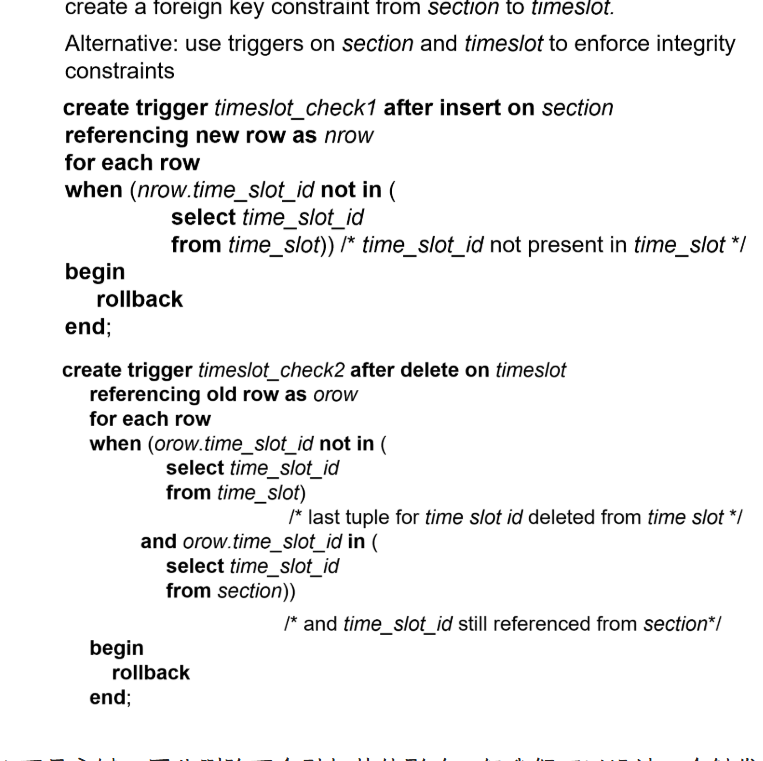 create a foreign key constraint from section to timeslot.
Alternative: use triggers on section and timeslot to enforce integrity
constraints
create trigger timeslot_check1 after insert on section
referencing new row as nrow
for each row
when (nrow.time_slot_id not in (
select time_slot_id
from time_slot)) /* time_slot_id not present in time_slot */
begin
rollback
end;
create trigger timeslot_check2 after delete on timeslot
referencing old row as orow
for each row
when (orow.time_slot_id not in (
select time_slot_id
from time_slot)
/* last tuple for time slot id deleted from time slot */
and orow.time_slot_id in (
select time_slot_id
from section))
/* and time_slot_id still referenced from section*/
begin
rollback
end;